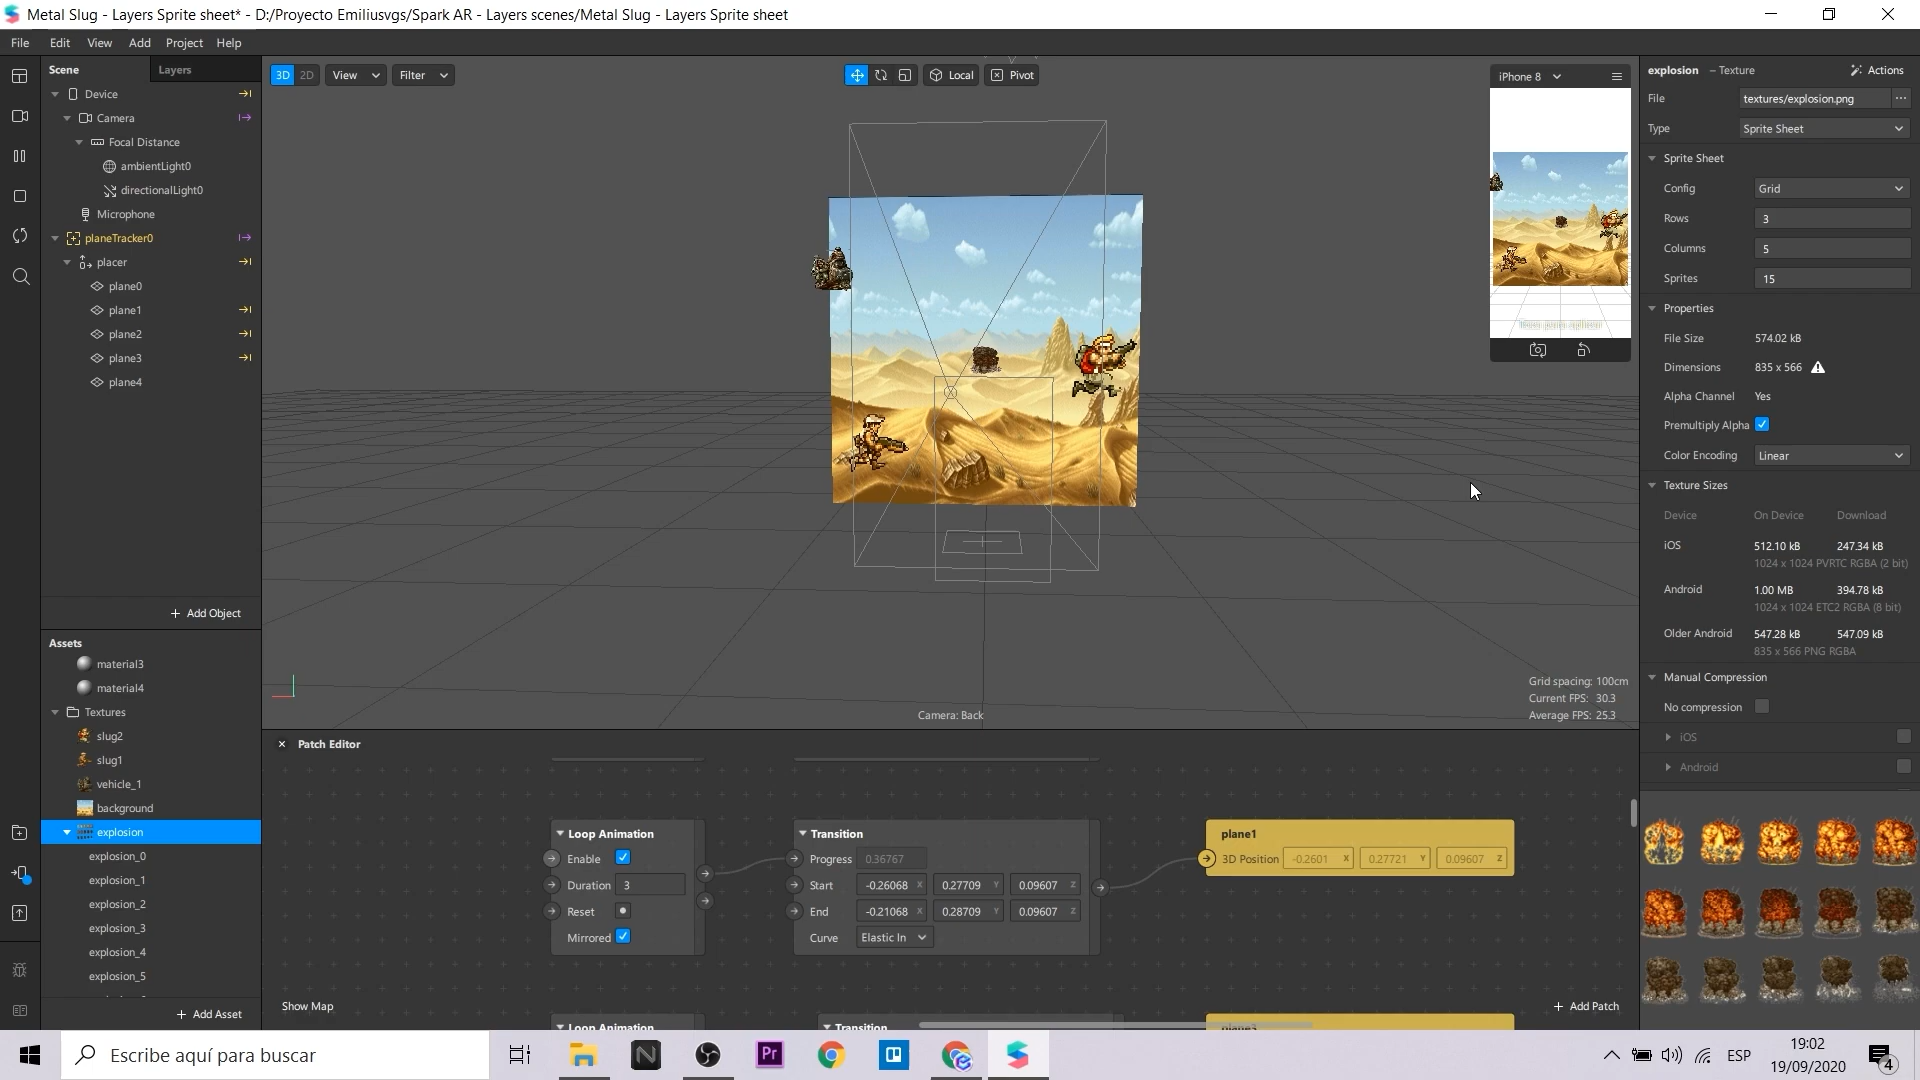 Metal Slug - Layers Sprite sheet* - D:/Proyecto Emiliusvgs/Spark AR - Layers scenes/Metal Slug - Layers Sprite sheet
File Edit View Add Project Help
Scene Layers
Device
Camera
Focal Distance
ambientLight0
directionalLight0
Microphone
planeTracker0
placer
plane0
plane1
plane2
plane3
plane4
+ Add Object
Assets
material3
material4
Textures
slug2
slug1
vehicle_1
background
explosion
explosion_0
explosion_1
explosion_2
explosion_3
explosion_4
explosion_5
+ Add Asset
3D 2D View Filter Local Pivot
iPhone 8
Grid spacing: 100cm
Current FPS: 30.3
Average FPS: 25.3
Camera: Back
Patch Editor
Loop Animation
Enable
Duration 3
Reset
Mirrored
Transition
Progress 0.36767
Start -0.26068 X 0.27709 Y 0.09607 Z
End -0.21068 X 0.28709 Y 0.09607 Z
Curve Elastic In
plane1
3D Position -0.2601 X 0.27721 Y 0.09607 Z
Show Map
+ Add Patch
Loop Animation
Transition
plane3
explosion – Texture Actions
File textures/explosion.png
Type Sprite Sheet
Sprite Sheet
Config Grid
Rows 3
Columns 5
Sprites 15
Properties
File Size 574.02 kB
Dimensions 835 x 566
Alpha Channel Yes
Premultiply Alpha
Color Encoding Linear
Texture Sizes
Device On Device Download
iOS 512.10 kB 247.34 kB
1024 x 1024 PVRTC RGBA (2 bit)
Android 1.00 MB 394.78 kB
1024 x 1024 ETC2 RGBA (8 bit)
Older Android 547.28 kB 547.09 kB
835 x 566 PNG RGBA
Manual Compression
No compression
iOS
Android
Escribe aquí para buscar
Pr
ESP
19:02
19/09/2020
4